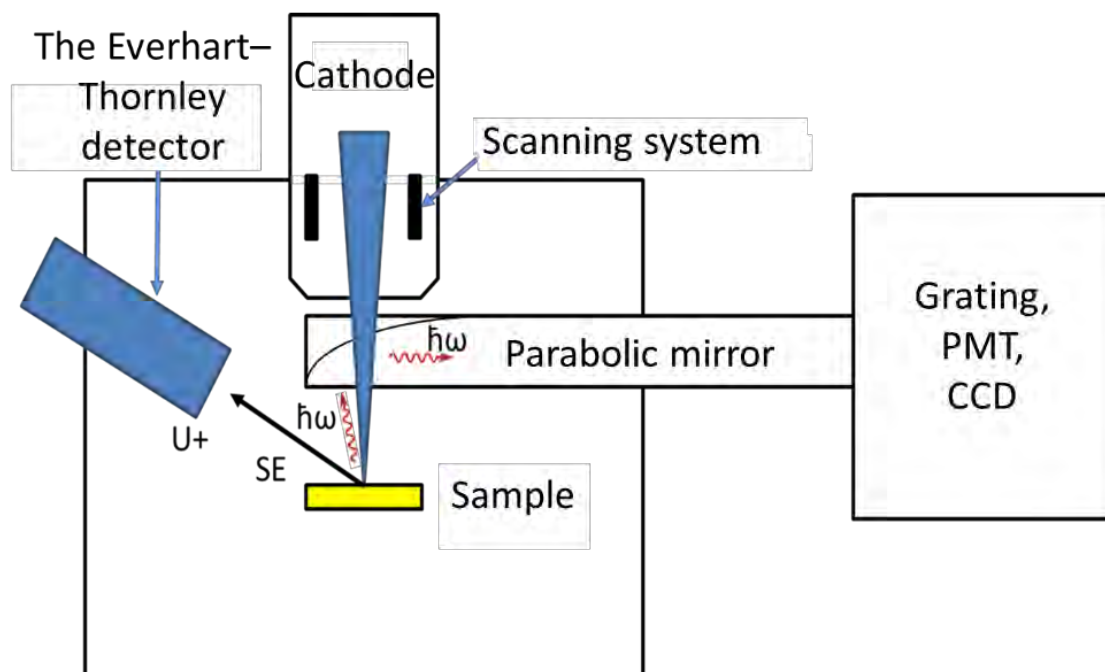 The Everhart–
Thornley
detector
Cathode
Scanning system
ħω
Parabolic mirror
Grating,
PMT,
CCD
ħω
U+
SE
Sample